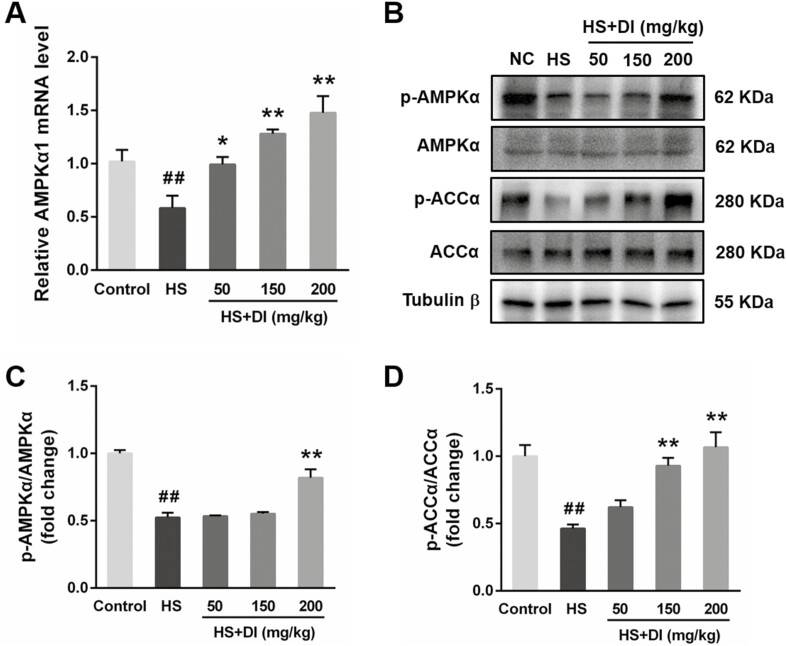 A
Relative AMPKα1 mRNA level
2.0
1.5
1.0
0.5
0.0
##
*
**
**
Control HS 50 150 200
HS+DI (mg/kg)
B
HS+DI (mg/kg)
NC HS 50 150 200
p-AMPKα 62 KDa
AMPKα 62 KDa
p-ACCα 280 KDa
ACCα 280 KDa
Tubulin β 55 KDa
C
p-AMPKα/AMPKα
(fold change)
1.5
1.0
0.5
0.0
##
**
Control HS 50 150 200
HS+DI (mg/kg)
D
p-ACCα/ACCα
(fold change)
1.5
1.0
0.5
0.0
##
**
**
Control HS 50 150 200
HS+DI (mg/kg)